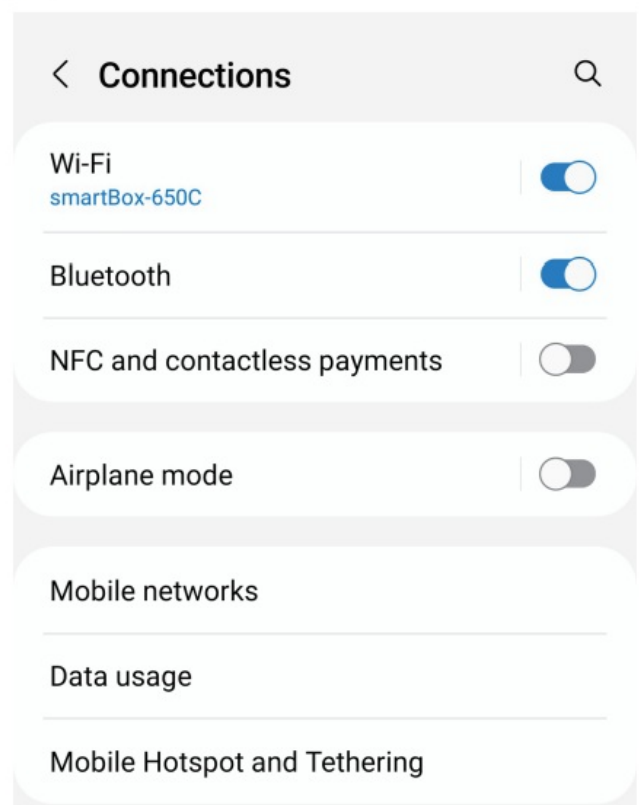 Connections
Wi-Fi
smartBox-650C
Bluetooth
NFC and contactless payments
Airplane mode
Mobile networks
Data usage
Mobile Hotspot and Tethering